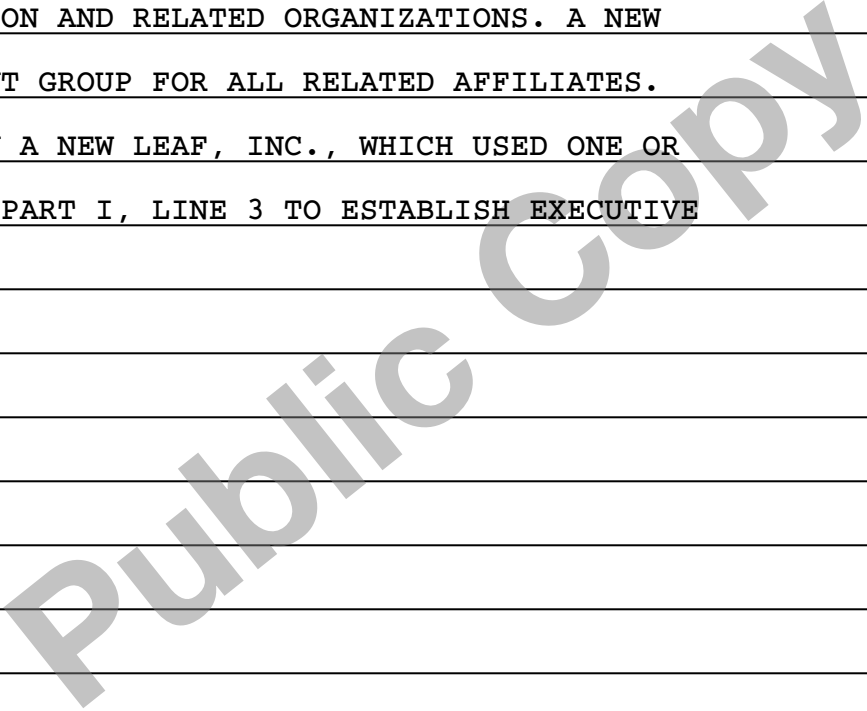 ON AND RELATED ORGANIZATIONS. A NEW
GROUP FOR ALL RELATED AFFILIATES.
A NEW LEAF, INC., WHICH USED ONE OR
PART I, LINE 3 TO ESTABLISH EXECUTIVE
Public Copy